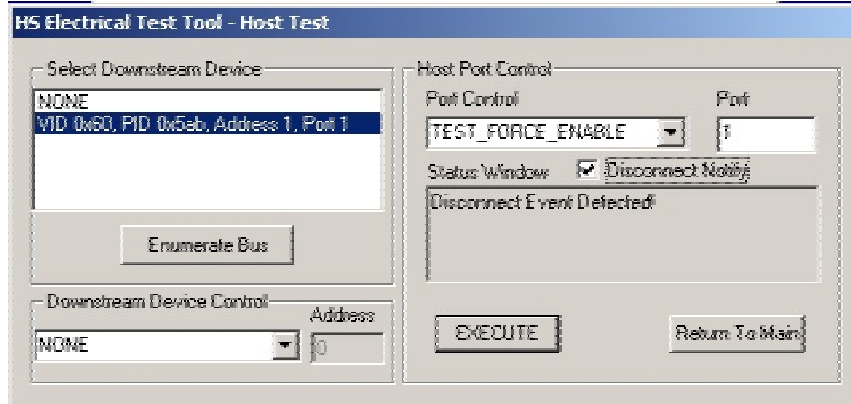 HS Electrical Test Tool - Host Test
Select Downstream Device
NONE
VID 0x60, PID 0x5ab, Address 1, Port 1
Enumerate Bus
Downstream Device Control
Address
NONE
0
Host Port Control
Port Control
Port
TEST_FORCE_ENABLE
1
Status Window
Disconnect Notify
Disconnect Event Detected!
EXECUTE
Return To Main